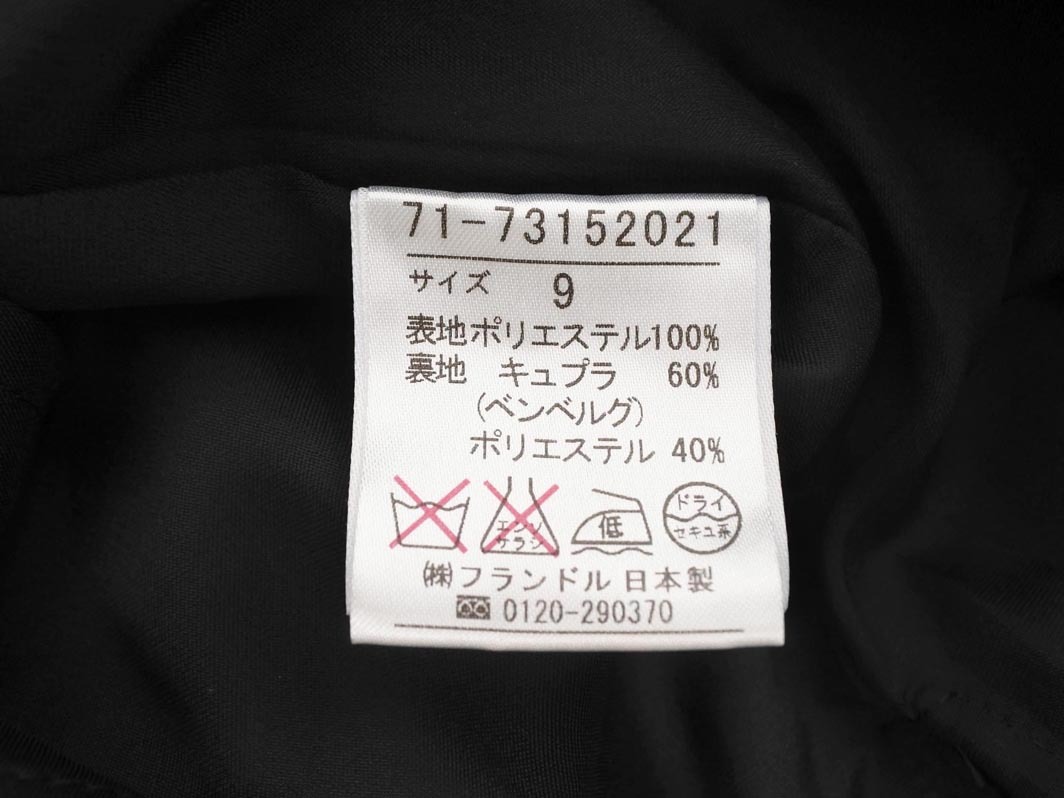 71-73152021
サイズ 9
表地ポリエステル100%
裏地 キュプラ 60%
(ベンベルグ)
ポリエステル 40%
エンソ
サラシ
低
ドライ
セキユ系
㈱フランドル 日本製
0120-290370